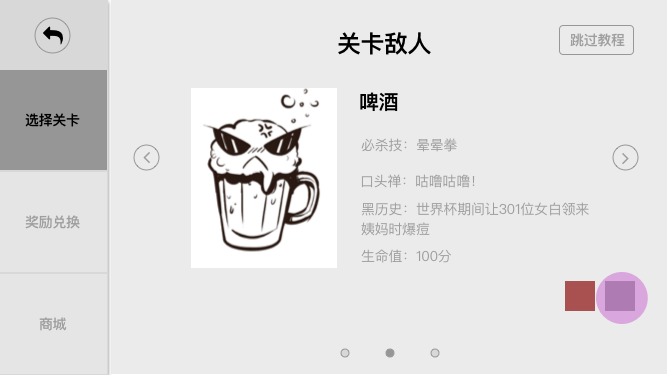 关卡敌人
跳过教程
选择关卡
奖励兑换
商城
啤酒
必杀技：晕晕拳
口头禅：咕噜咕噜！
黑历史：世界杯期间让301位女白领来
姨妈时爆痘
生命值：100分